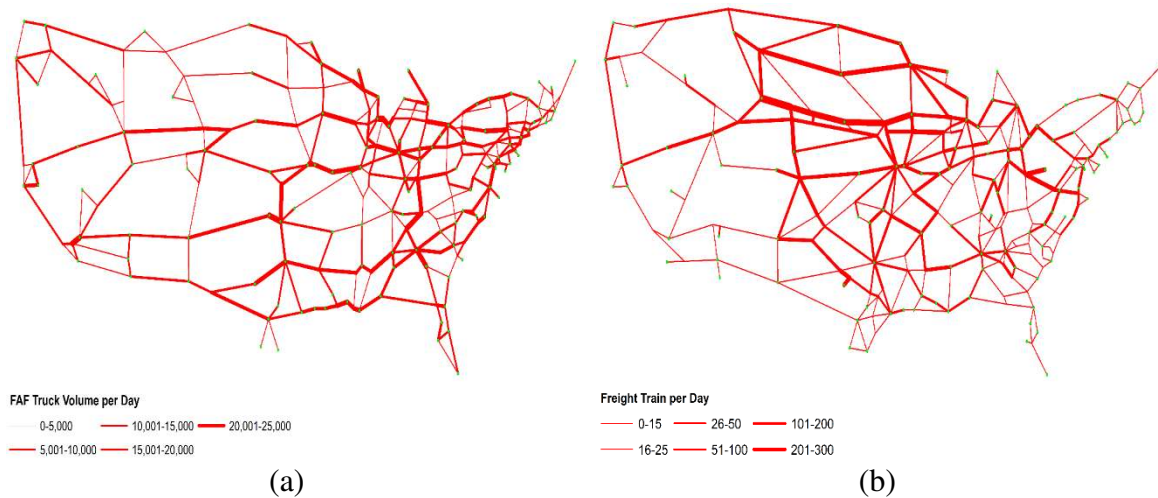 FAF Truck Volume per Day
0-5,000 10,001-15,000 20,001-25,000
5,001-10,000 15,001-20,000
(a)
Freight Train per Day
0-15 26-50 101-200
16-25 51-100 201-300
(b)